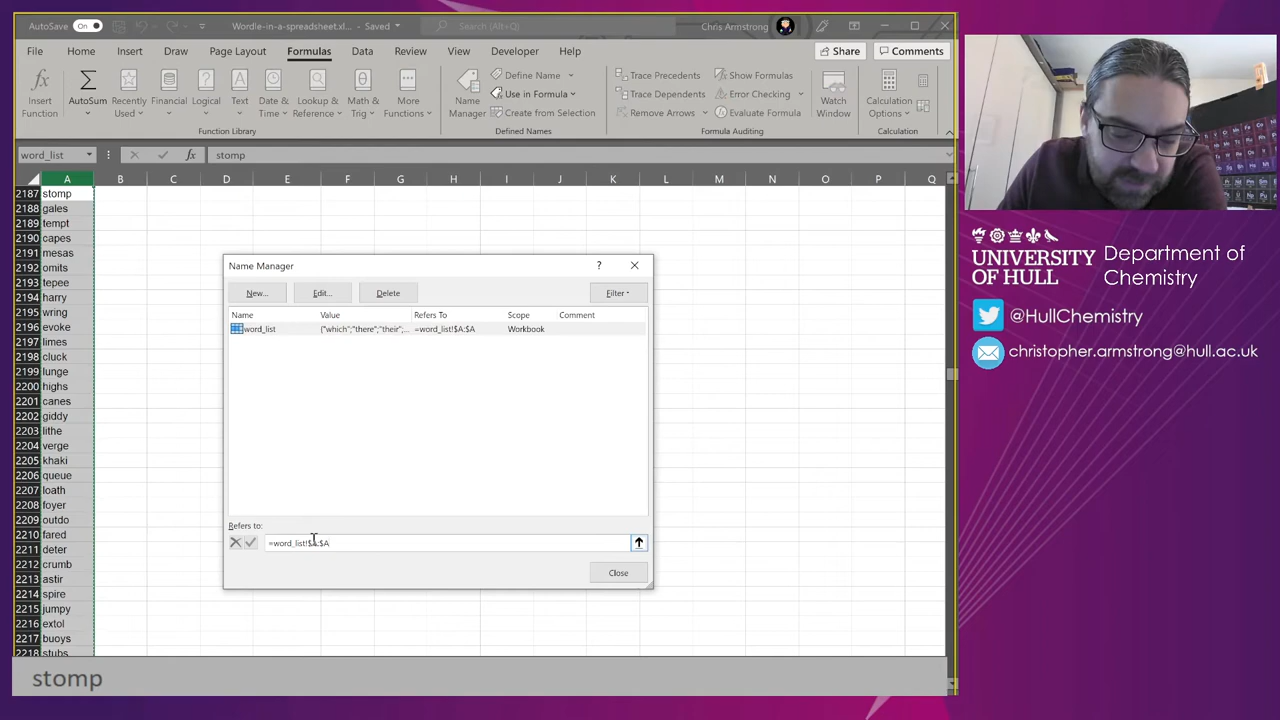 AutoSave On Wordle-in-a-spreadsheet.xl... - Saved Search (Alt+Q) Chris Armstrong
File Home Insert Draw Page Layout Formulas Data Review View Developer Help Share Comments
Insert Function
AutoSum
Recently Used
Financial
Logical
Text
Date & Time
Lookup & Reference
Math & Trig
More Functions
Function Library
Name Manager
Define Name
Use in Formula
Create from Selection
Defined Names
Trace Precedents
Trace Dependents
Remove Arrows
Show Formulas
Error Checking
Evaluate Formula
Formula Auditing
Watch Window
Calculation Options
Calculation
word_list fx stomp
A B C D E F G H I J K L M N O P Q
2187 stomp
2188 gales
2189 tempt
2190 capes
2191 mesas
2192 omits
2193 tepee
2194 harry
2195 wring
2196 evoke
2197 limes
2198 cluck
2199 lunge
2200 highs
2201 canes
2202 giddy
2203 lithe
2204 verge
2205 khaki
2206 queue
2207 loath
2208 foyer
2209 outdo
2210 fared
2211 deter
2212 crumb
2213 astir
2214 spire
2215 jumpy
2216 extol
2217 buoys
2218 stubs
Name Manager ?
New... Edit... Delete Filter
Name Value Refers To Scope Comment
word_list {"which";"there";"their";... =word_list!$A:$A Workbook
Refers to:
=word_list!$A:$A
Close
stomp
UNIVERSITY OF HULL
Department of Chemistry
@HullChemistry
christopher.armstrong@hull.ac.uk